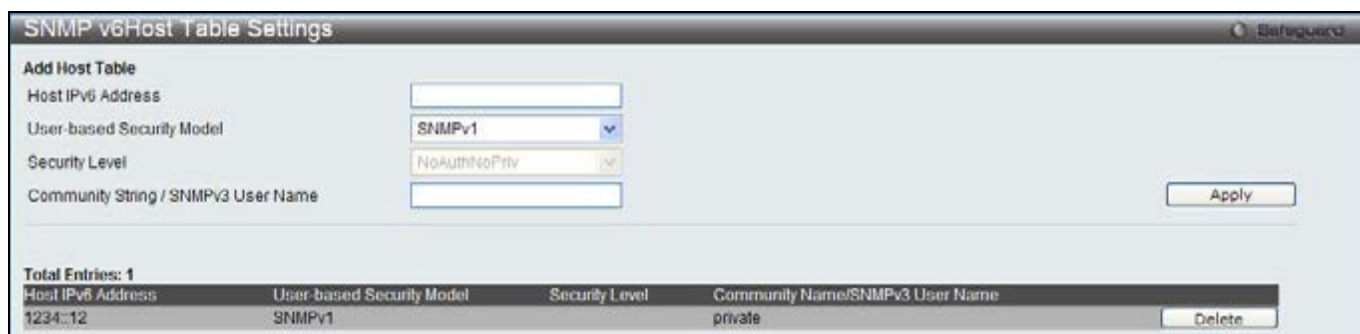 SNMP v6Host Table Settings
Safeguard
Add Host Table
Host IPv6 Address
User-based Security Model SNMPv1
Security Level NoAuthNoPriv
Community String / SNMPv3 User Name
Apply
Total Entries: 1
Host IPv6 Address User-based Security Model Security Level Community Name/SNMPv3 User Name
1234::12 SNMPv1 private Delete